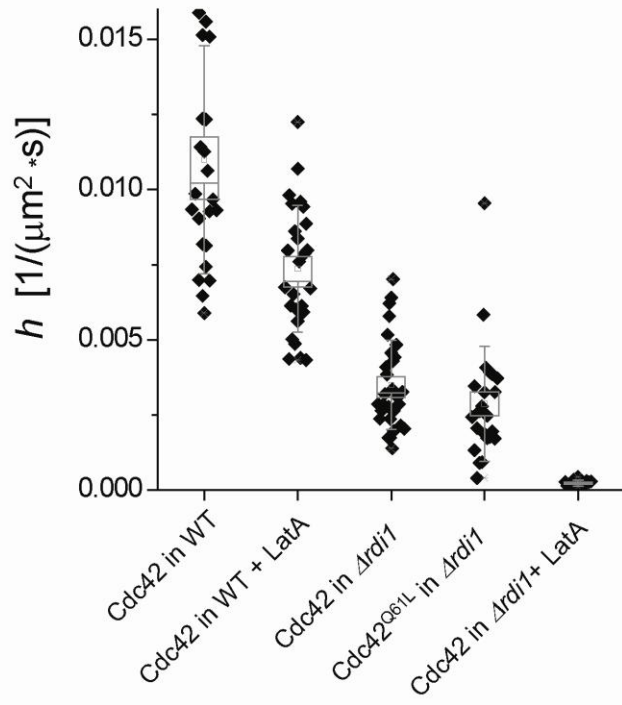 0.015
0.010
0.005
0.000
h [1/(μm² *s)]
Cdc42 in WT
Cdc42 in WT + LatA
Cdc42 in Δrdi1
Cdc42Q61L in Δrdi1
Cdc42 in Δrdi1+ LatA